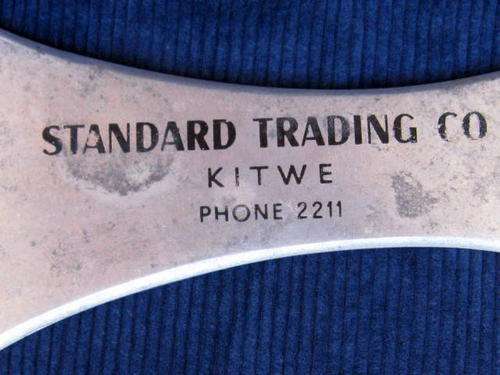 STANDARD TRADING CO
KITWE
PHONE 2211